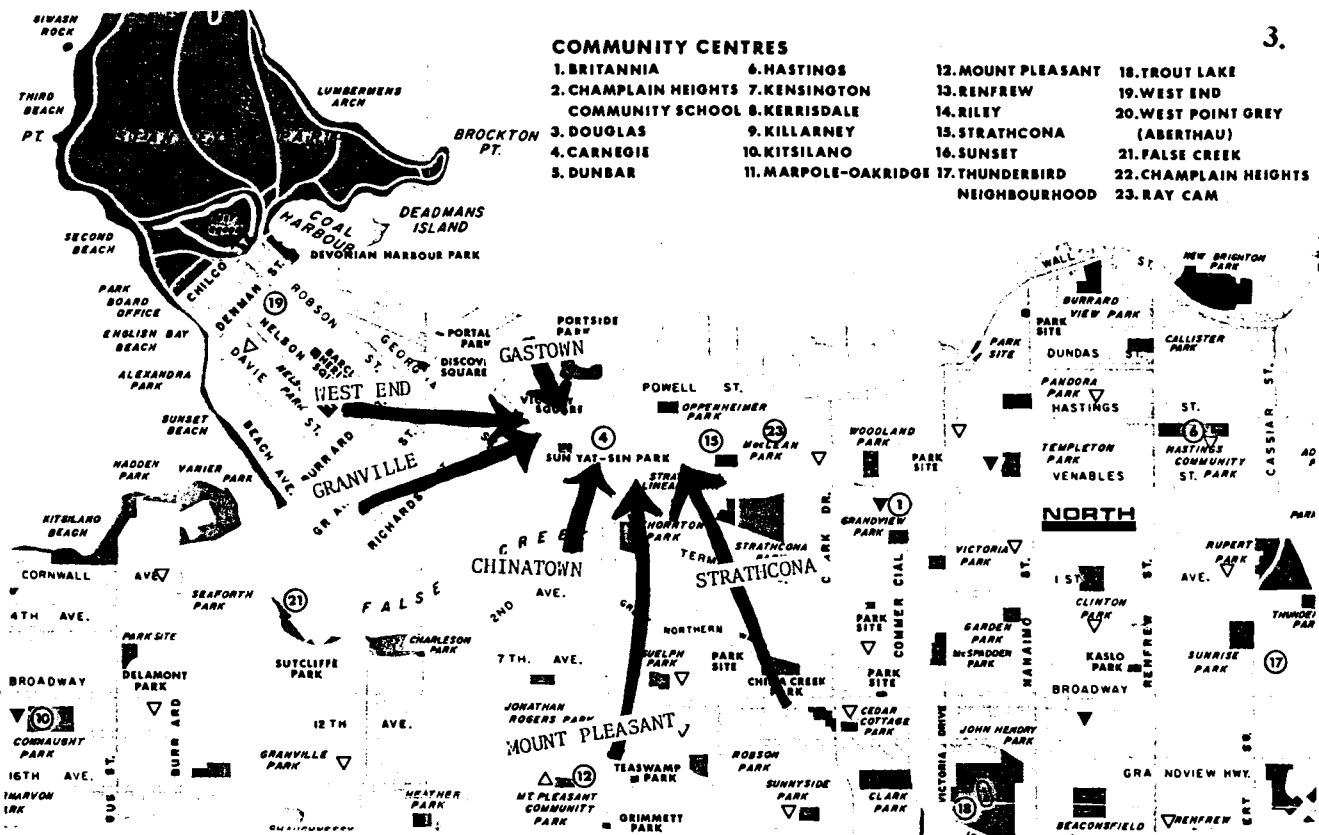 3.
COMMUNITY CENTRES
1. BRITANNIA
2. CHAMPLAIN HEIGHTS
COMMUNITY SCHOOL
3. DOUGLAS
4. CARNEGIE
5. DUNBAR
6. HASTINGS
7. KENSINGTON
8. KERRISDALE
9. KILLARNEY
10. KITSILANO
11. MARPOLE-OAKRIDGE
12. MOUNT PLEASANT
13. RENFREW
14. RILEY
15. STRATHCONA
16. SUNSET
17. THUNDERBIRD
NEIGHBOURHOOD
18. TROUT LAKE
19. WEST END
20. WEST POINT GREY
(ABERTHAU)
21. FALSE CREEK
22. CHAMPLAIN HEIGHTS
23. RAY CAM
SIWASH
ROCK
THIRD
BEACH
PT.
LUMBERMENS
ARCH
BROCKTON
PT.
DEADMANS
ISLAND
COAL
HARBOUR
DEVONIAN HARBOUR PARK
SECOND
BEACH
PARK
BOARD
OFFICE
ENGLISH BAY
BEACH
ALEXANDRA
PARK
SUNSET
BEACH
DENMAN ST.
19
ROBSON
ST.
NELSON
PARK
DAVIE ST.
BEACH AVE.
BURRARD
PORTSIDE
SQUARE
GASTOWN
WEST END
GRANVILLE
RICHARDS
POWELL ST.
OPPENHEIMER
PARK
4
15
23
McLEAN
PARK
SUN YAT-SEN PARK
WALL ST.
NEW BRIGHTON
PARK
BURRARD
VIEW PARK
PARK
SITE
PARK
SITE
DUNDAS ST.
CALLISTER
PARK
PANDORA
PARK
HASTINGS ST.
CASSIAR ST.
6
HASTINGS
COMMUNITY
PARK
WOODLAND
PARK
PARK
SITE
TEMPLETON
PARK
VENABLES ST.
1
GRANDVIEW
PARK
NORTH
HADDEN
PARK
VANIER
PARK
KITSILANO
BEACH
CORNWALL AVE.
4TH AVE.
SEAFORTH
PARK
21
FALSE
CHINATOWN
THORNTON
PARK
STRATHCONA
STRATHCONA
VICTORIA
PARK
1 ST. AVE.
RUPERT
PARK
CLINTON
PARK
2ND AVE.
NORTHERN
COMMERCIAL
PARK
SITE
GARDEN
PARK
McSPADDEN
PARK
NANAIMO ST.
KASLO
PARK
RENFREW ST.
SUNRISE
PARK
17
PARK SITE
DELAMONT
PARK
SUTCLIFFE
PARK
CHARLESON
PARK
7TH. AVE.
GUELPH
PARK
PARK
SITE
CHINA CREEK
PARK
PARK
SITE
BROADWAY
BROADWAY
10
CONNAUGHT
PARK
BURRARD
12TH AVE.
JONATHAN
ROGERS PARK
MOUNT PLEASANT
CEDAR
COTTAGE
PARK
VICTORIA DRIVE
JOHN HENDRY
PARK
16TH AVE.
GRANVILLE
PARK
12
TEASWAMP
PARK
ROBSON
PARK
GRANDVIEW HWY.
HEATHER
PARK
MT PLEASANT
COMMUNITY
PARK
GRIMMETT
PARK
SUNNYSIDE
PARK
CLARK
PARK
18
BEACONSFIELD
RENFREW